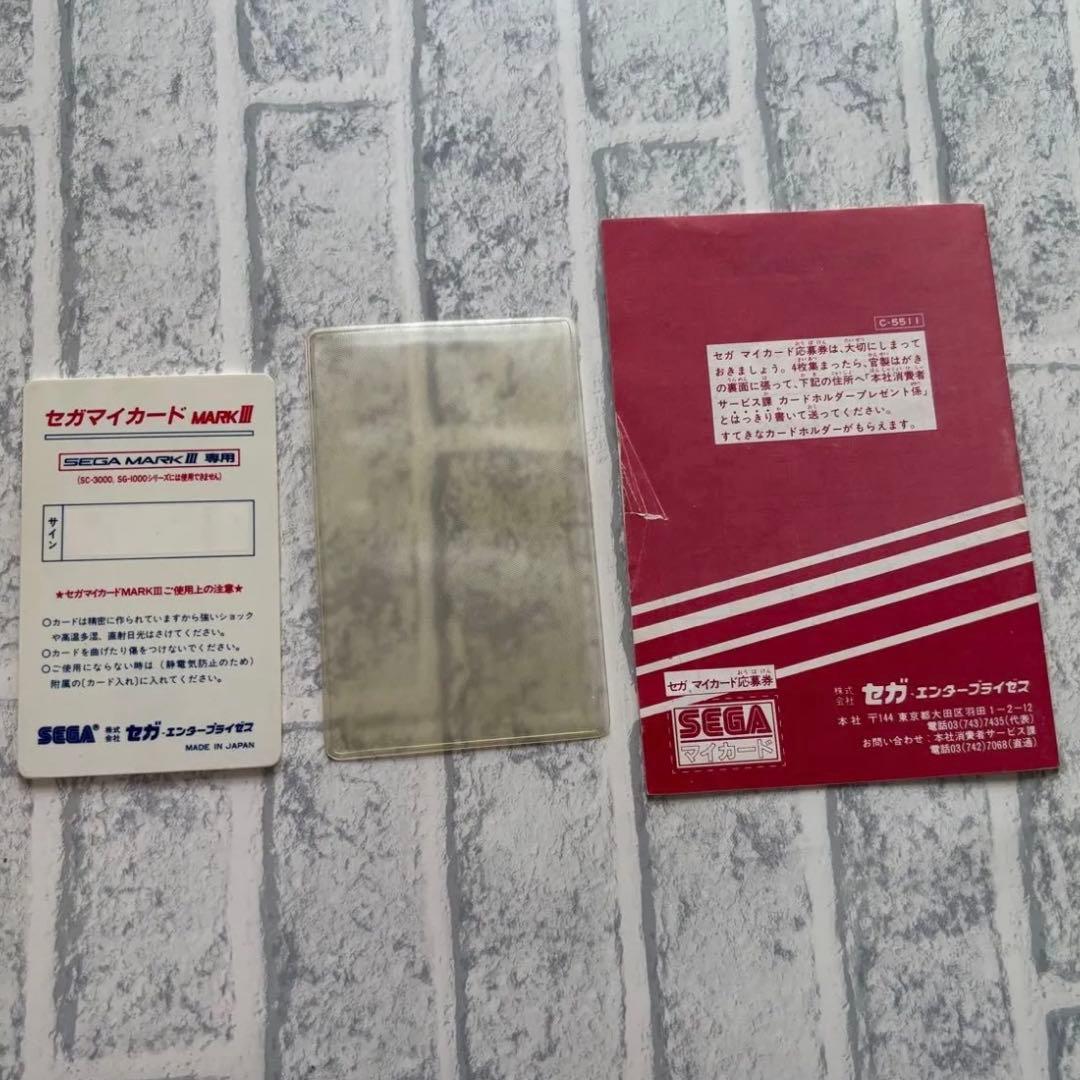 セガマイカード MARK III
SEGA MARK III 専用
(SC-3000, SG-1000シリーズには使用できません)
サイン
★セガマイカードMARKIIIご使用上の注意★
○カードは精密に作られていますから強いショック
や高温多湿、直射日光はさけてください。
○カードを曲げたり傷をつけないでください。
○ご使用にならない時は(静電気防止のため)
附属の[カード入れ]に入れてください。
SEGA® 株式会社 セガ・エンタープライゼス
MADE IN JAPAN
C-5511
セガ マイカード応募券は、大切にしまって
おきましょう。4枚集まったら、官製はがき
の裏面に張って、下記の住所へ「本社消費者
サービス課 カードホルダープレゼント係」
とはっきり書いて送ってください。
すてきなカードホルダーがもらえます。
セガ マイカード応募券
SEGA
マイカード
株式会社 セガ・エンタープライゼス
本社 〒144 東京都大田区羽田1-2-12
電話03(743)7435(代表)
お問い合わせ:本社消費者サービス課
電話03(742)7068(直通)